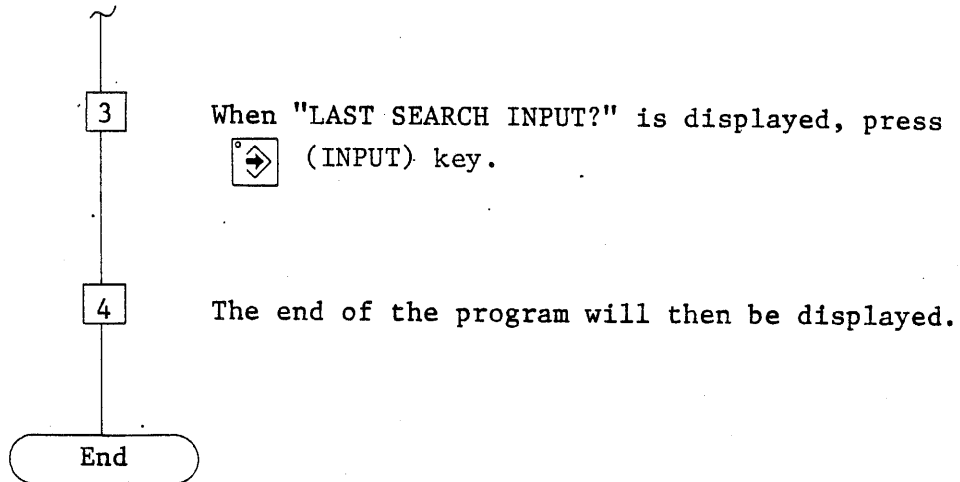 3 When "LAST SEARCH INPUT?" is displayed, press
(INPUT) key.
4 The end of the program will then be displayed.
End